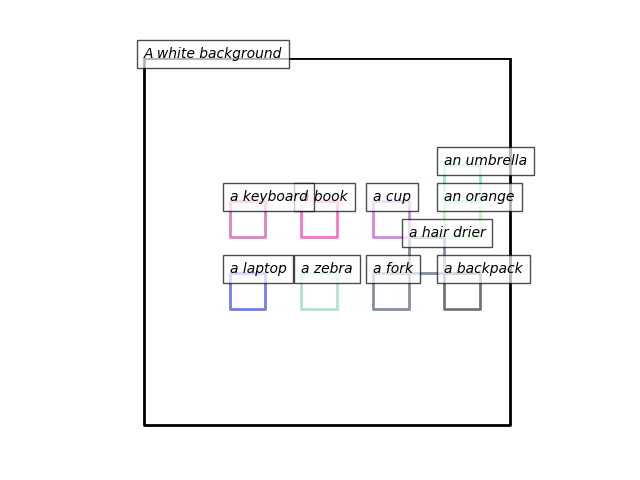 A white background
an umbrella
a keyboard book a cup an orange
a hair drier
a laptop a zebra a fork a backpack